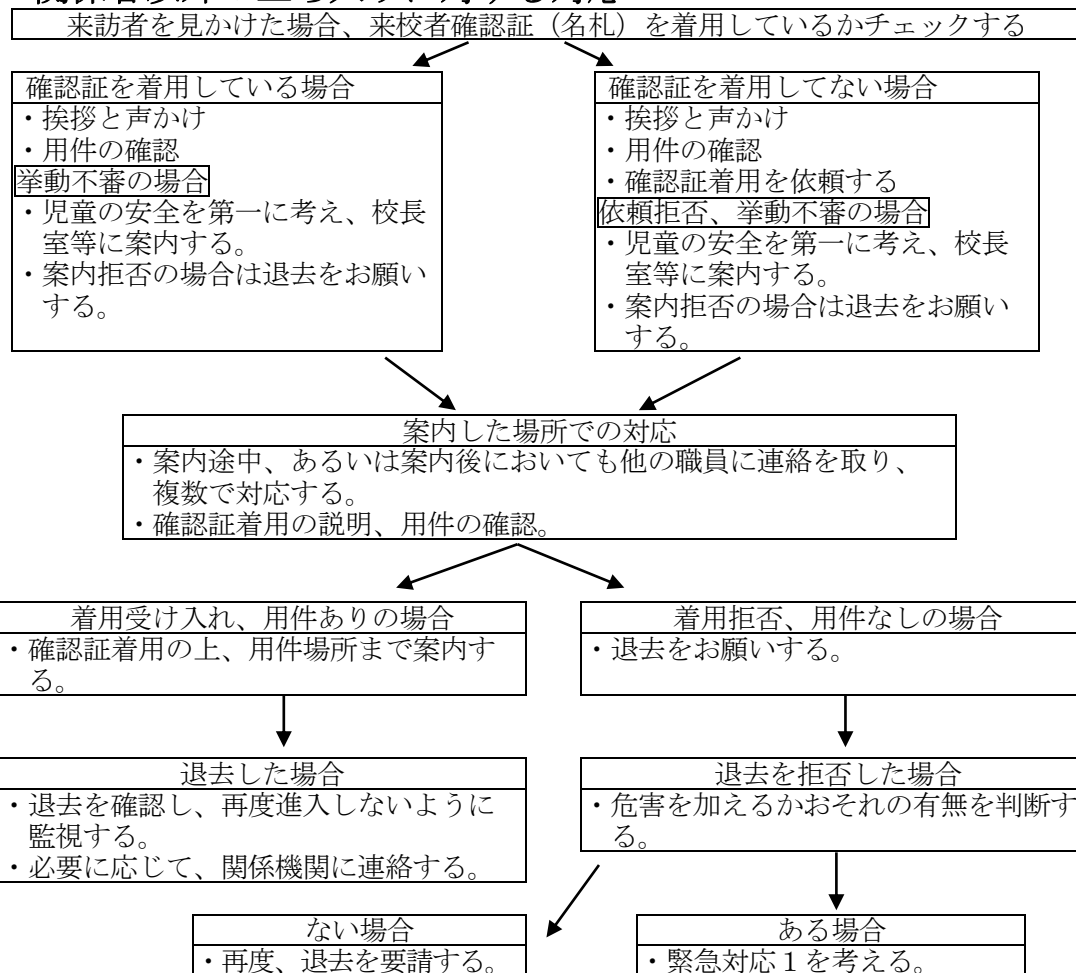 来訪者を見かけた場合、来校者確認証（名札）を着用しているかチェックする
確認証を着用している場合
・挨拶と声かけ
・用件の確認
挙動不審の場合
・児童の安全を第一に考え、校長
室等に案内する。
・案内拒否の場合は退去をお願い
する。
確認証を着用してない場合
・挨拶と声かけ
・用件の確認
・確認証着用を依頼する
依頼拒否、挙動不審の場合
・児童の安全を第一に考え、校長
室等に案内する。
・案内拒否の場合は退去をお願い
する。
案内した場所での対応
・案内途中、あるいは案内後においても他の職員に連絡を取り、
複数で対応する。
・確認証着用の説明、用件の確認。
着用受け入れ、用件ありの場合
・確認証着用の上、用件場所まで案内す
る。
着用拒否、用件なしの場合
・退去をお願いする。
退去した場合
・退去を確認し、再度進入しないように
監視する。
・必要に応じて、関係機関に連絡する。
退去を拒否した場合
・危害を加えるかおそれの有無を判断す
る。
ない場合
・再度、退去を要請する。
ある場合
・緊急対応１を考える。